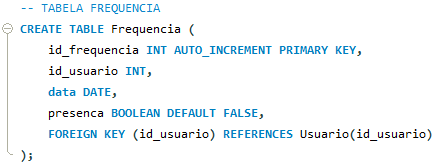 -- TABELA FREQUENCIA
CREATE TABLE Frequencia (
    id_frequencia INT AUTO_INCREMENT PRIMARY KEY,
    id_usuario INT,
    data DATE,
    presenca BOOLEAN DEFAULT FALSE,
    FOREIGN KEY (id_usuario) REFERENCES Usuario(id_usuario)
);